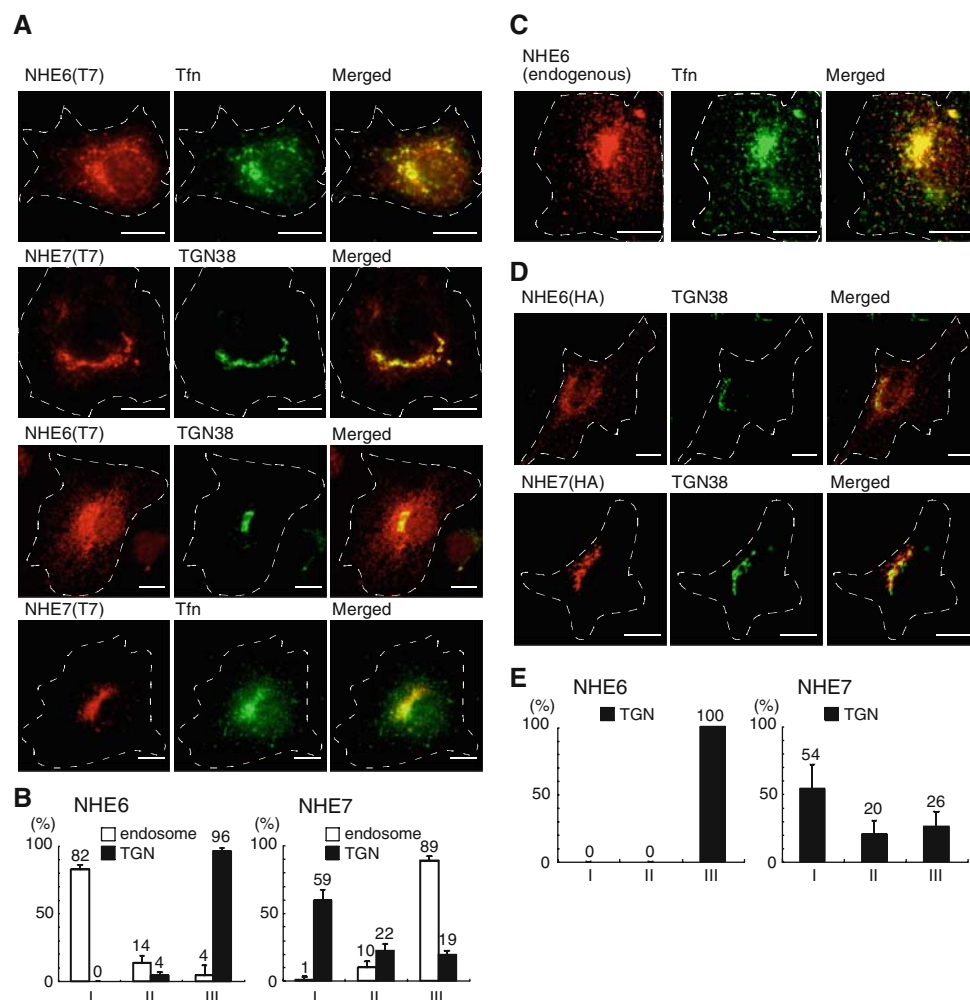 A
NHE6(T7) Tfn Merged
NHE7(T7) TGN38 Merged
NHE6(T7) TGN38 Merged
NHE7(T7) Tfn Merged
B
NHE6
(%)
endosome
TGN
100
50
0
82
0
14
4
4
96
I II III
NHE7
(%)
endosome
TGN
100
50
0
1
59
10
22
89
19
I II III
C
NHE6
(endogenous) Tfn Merged
D
NHE6(HA) TGN38 Merged
NHE7(HA) TGN38 Merged
E
NHE6
(%)
TGN
100
50
0
0
0
100
I II III
NHE7
(%)
TGN
100
50
0
54
20
26
I II III